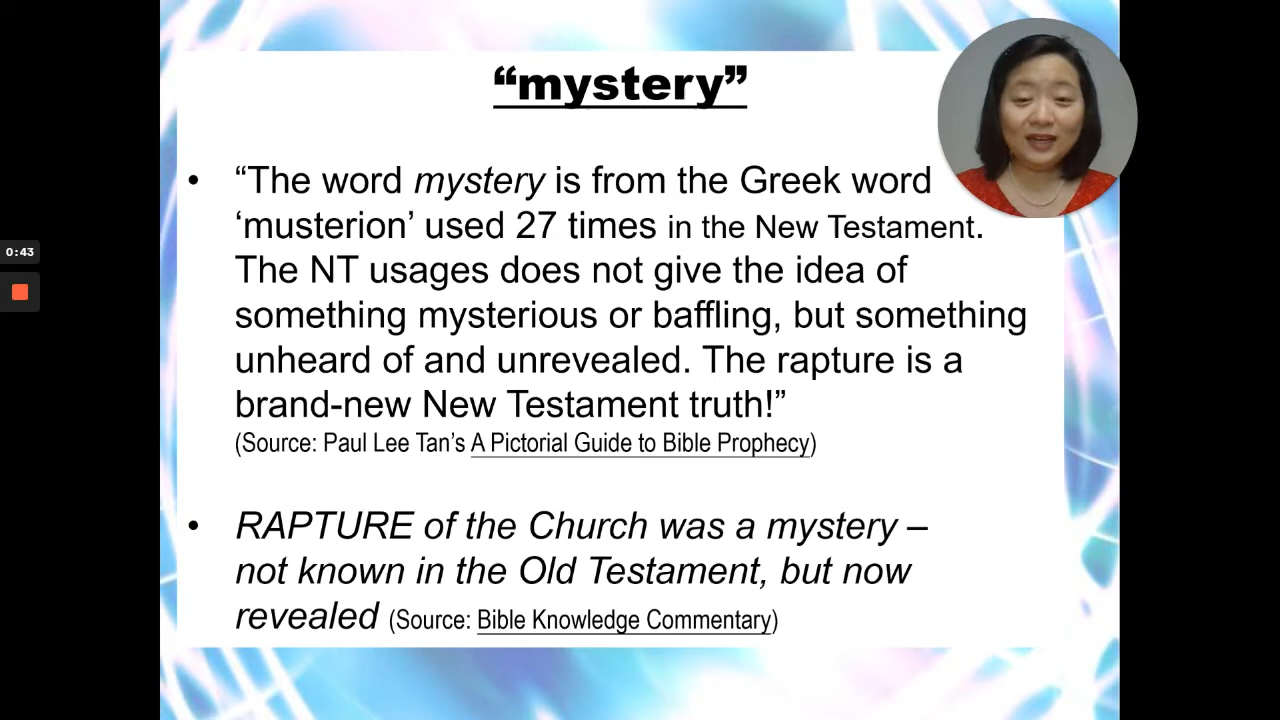 “mystery”
• “The word mystery is from the Greek word
‘musterion’ used 27 times in the New Testament.
The NT usages does not give the idea of
something mysterious or baffling, but something
unheard of and unrevealed. The rapture is a
brand-new New Testament truth!”
(Source: Paul Lee Tan’s A Pictorial Guide to Bible Prophecy)
• RAPTURE of the Church was a mystery –
not known in the Old Testament, but now
revealed (Source: Bible Knowledge Commentary)
0:43